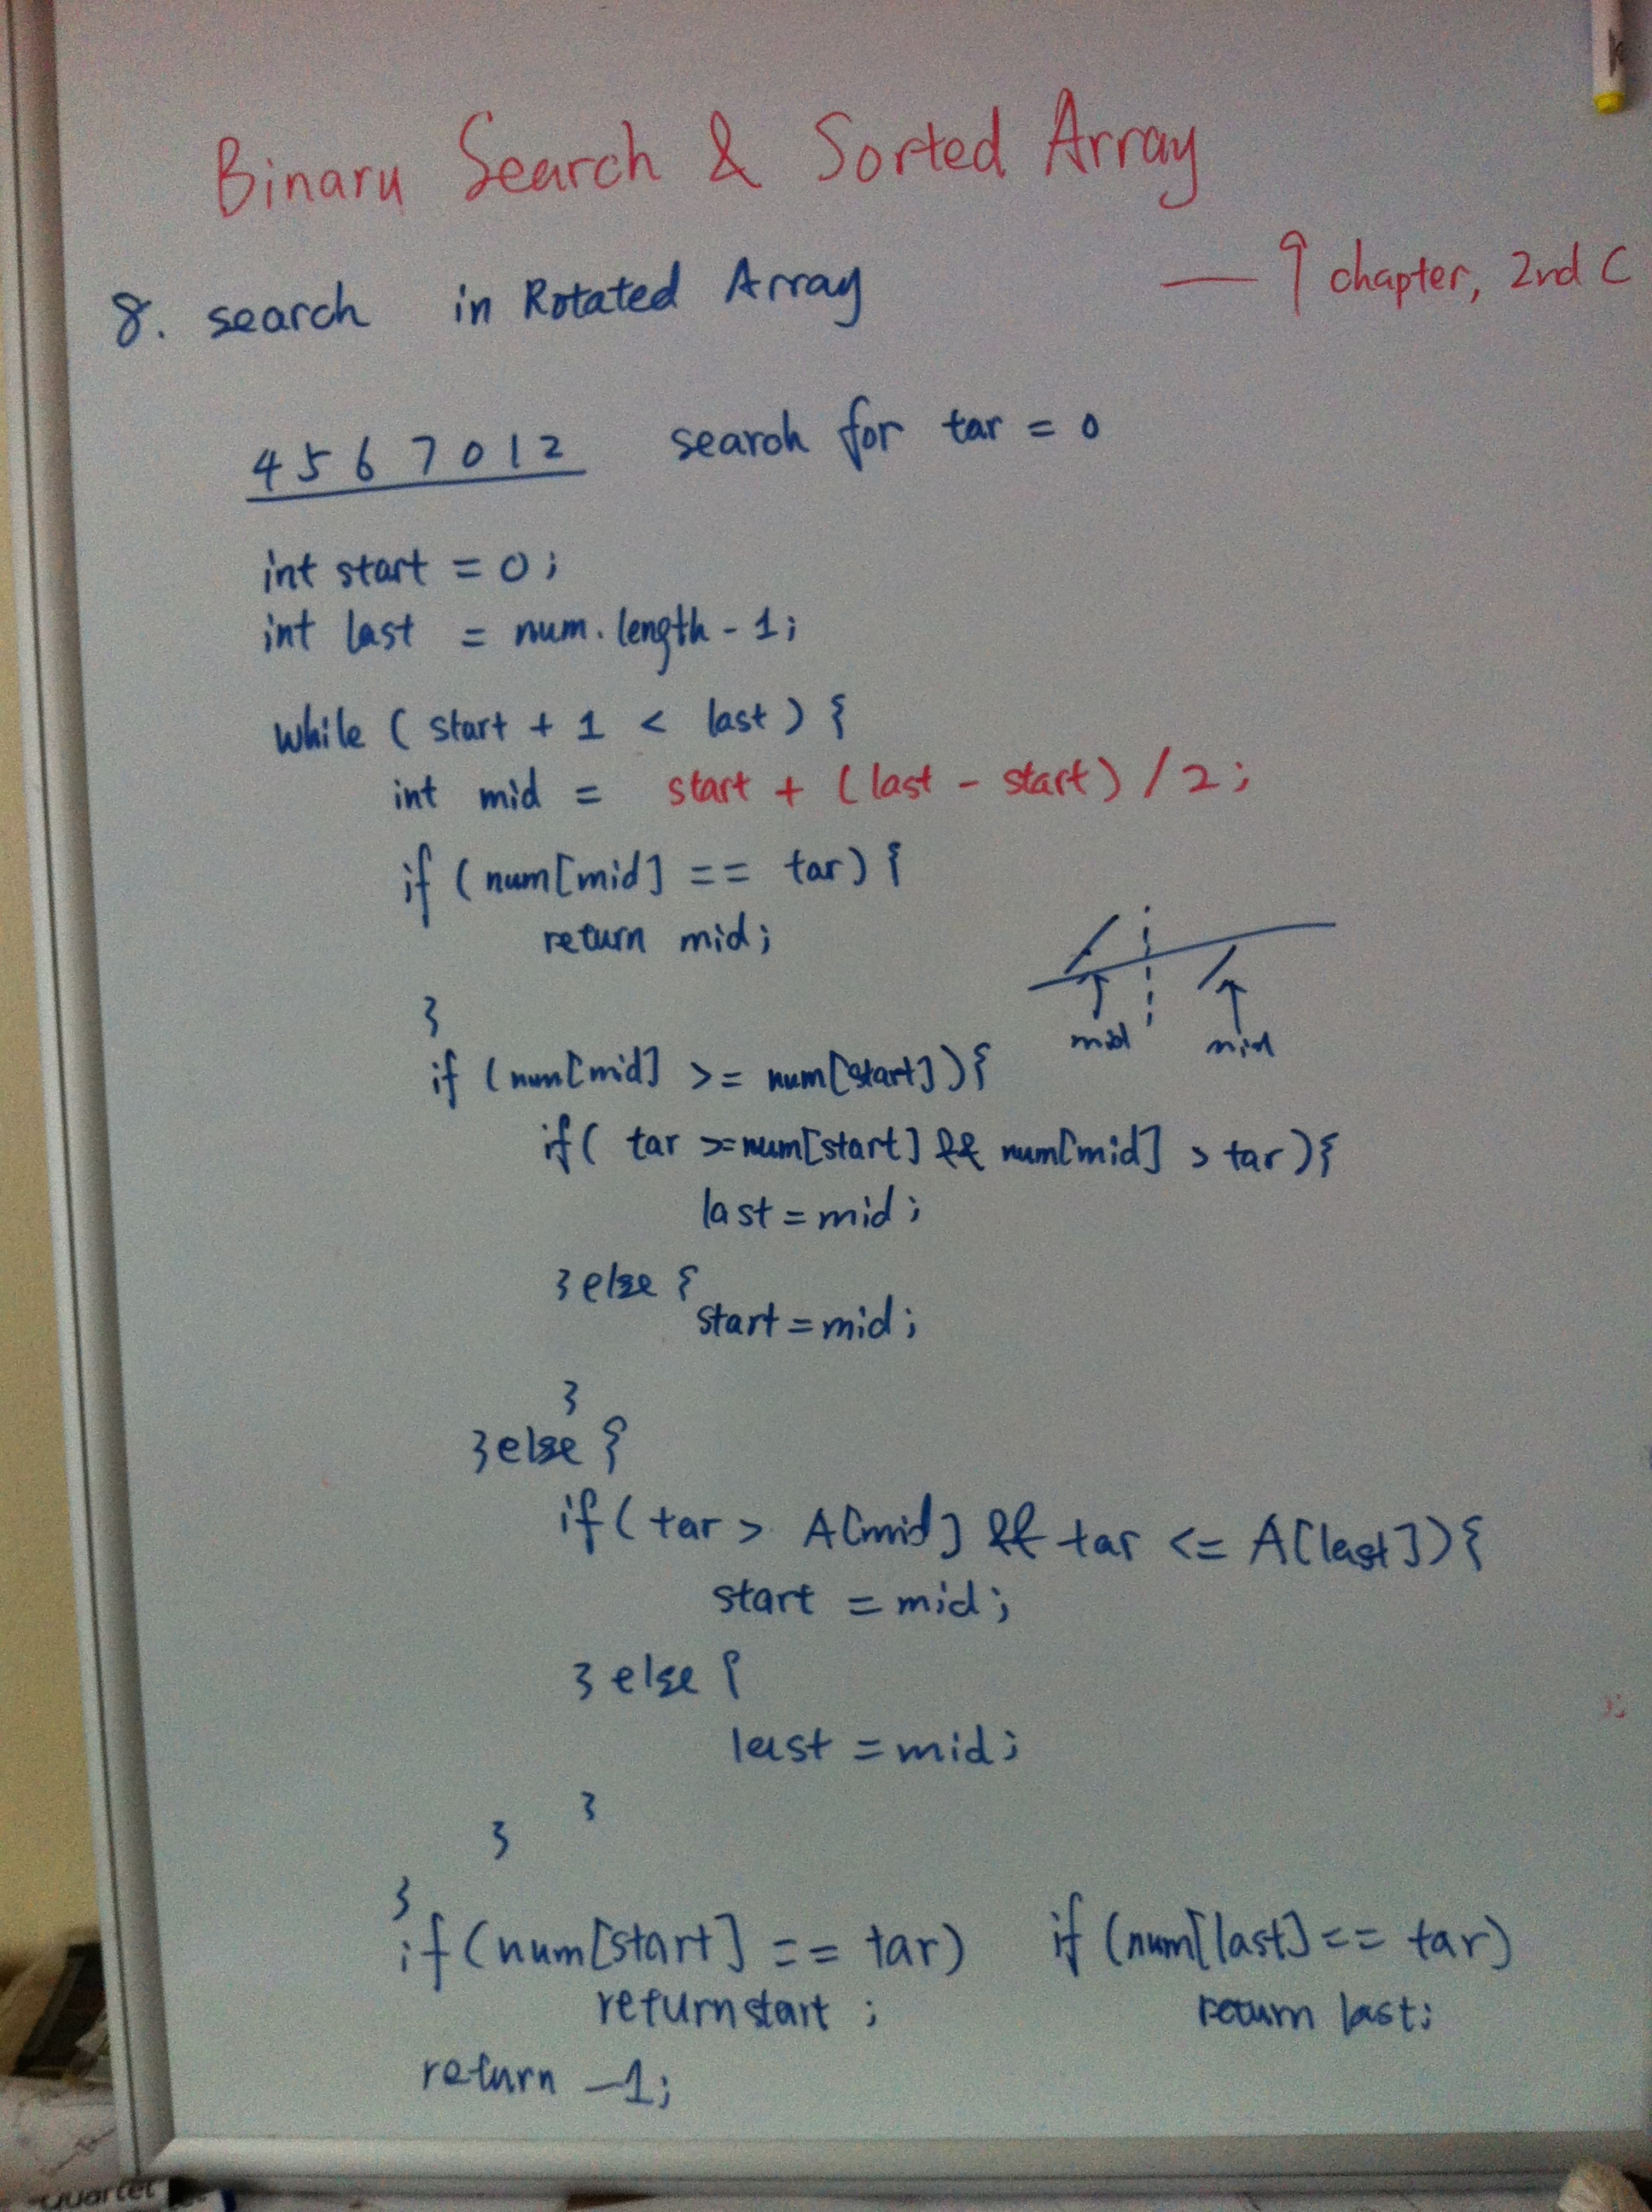 Binary Search & Sorted Array
— 9 chapter, 2nd C
8. search in Rotated Array
4 5 6 7 0 1 2 search for tar = 0
int start = 0;
int last = num.length - 1;
while ( start + 1 < last ) {
int mid = start + (last - start) / 2;
if (num[mid] == tar) {
return mid;
}
mid mid
if (num[mid] >= num[start]) {
if ( tar >= num[start] && num[mid] > tar) {
last = mid;
} else {
start = mid;
}
} else {
if ( tar > A[mid] && tar <= A[last]) {
start = mid;
} else {
last = mid;
}
}
}
if (num[start] == tar) if (num[last] == tar)
return start ; return last;
return -1;
Quartet